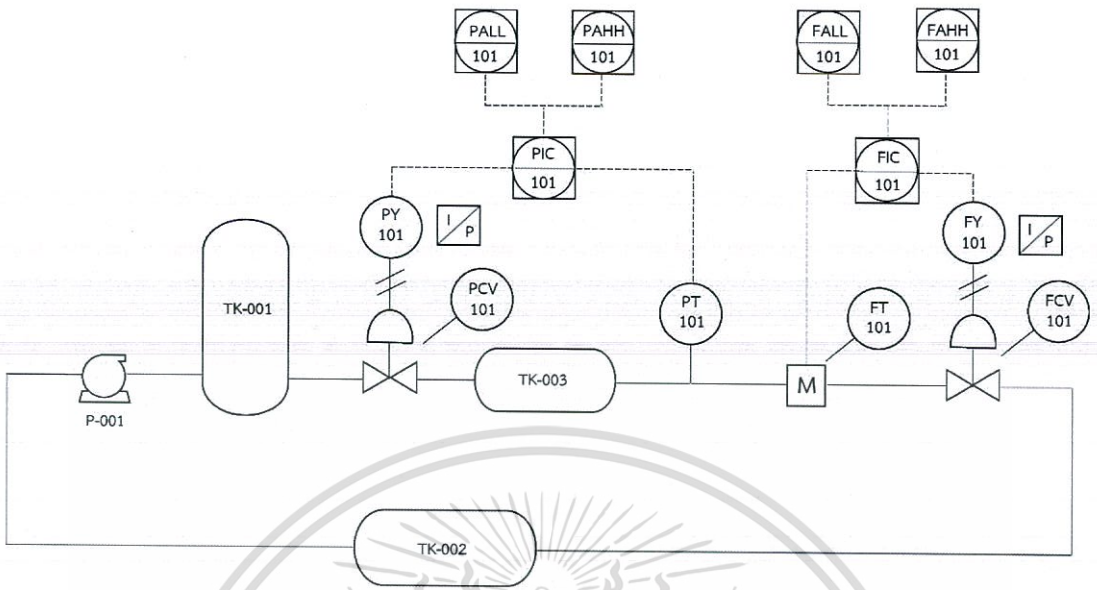 PALL
101
PAHH
101
FALL
101
FAHH
101
PIC
101
FIC
101
PY
101
I/P
FY
101
I/P
TK-001
PCV
101
PT
101
FT
101
FCV
101
TK-003
M
P-001
TK-002